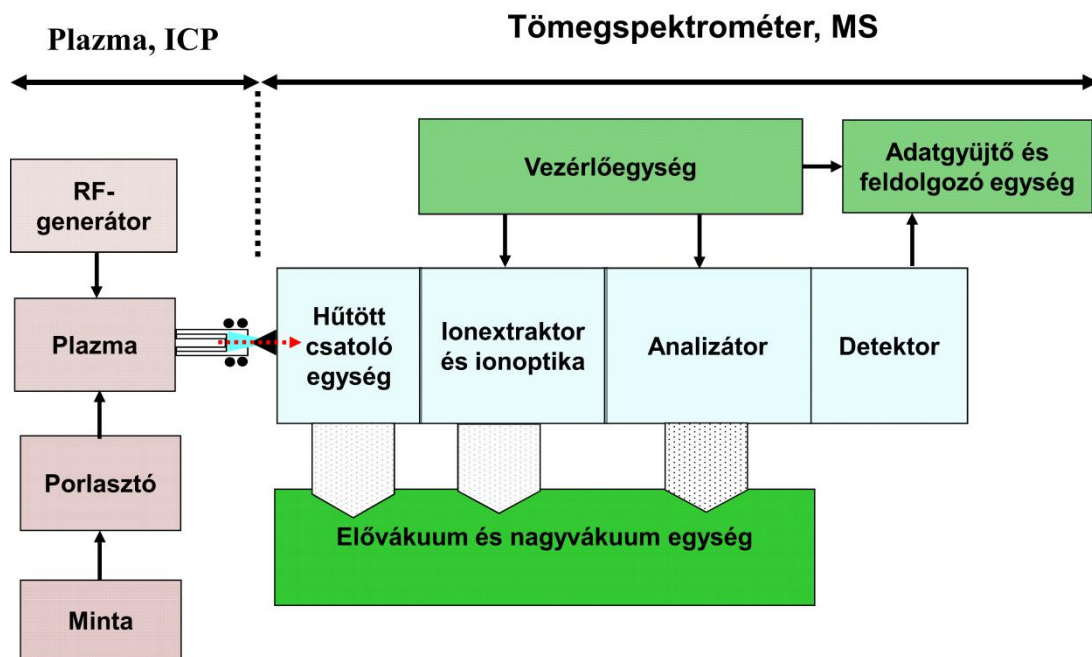 Plazma, ICP
Tömegspektrométer, MS
RF-
generátor
Plazma
Porlasztó
Minta
Vezérlőegység
Adatgyüjtő és
feldolgozó egység
Hűtött
csatoló
egység
Ionextraktor
és ionoptika
Analizátor
Detektor
Elővákuum és nagyvákuum egység